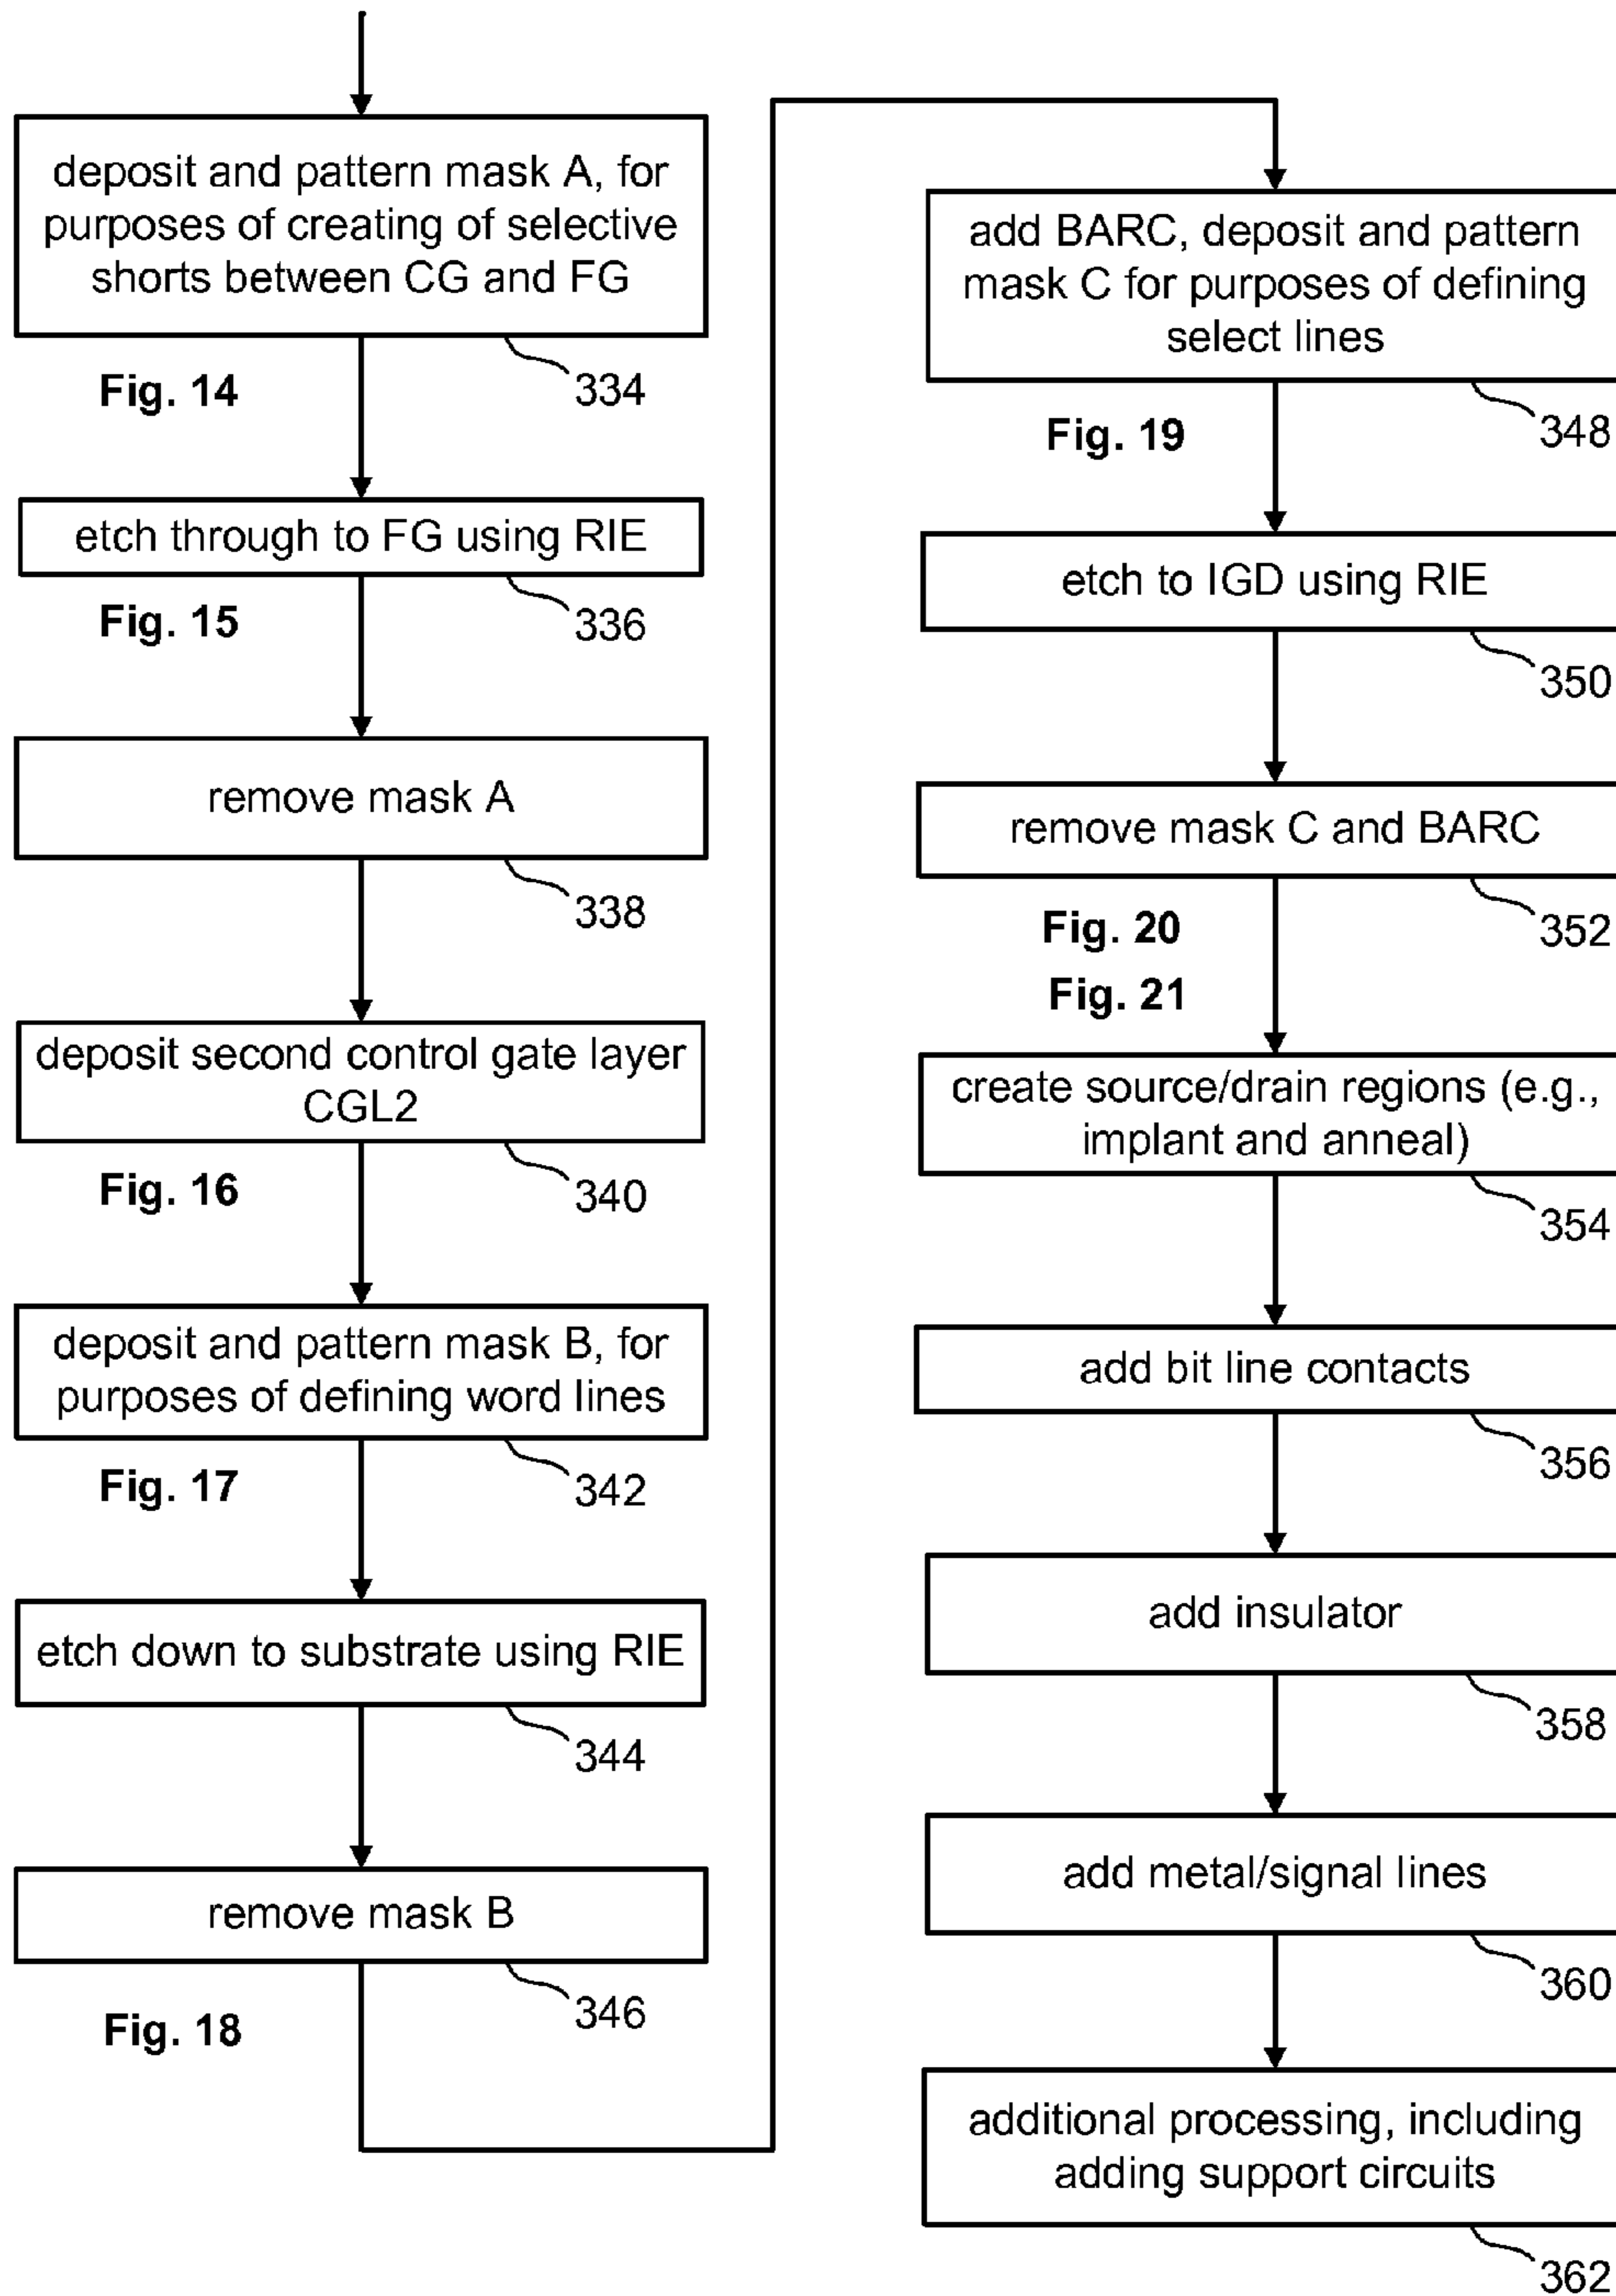 deposit and pattern mask A, for
purposes of creating of selective
shorts between CG and FG
334
Fig. 14
etch through to FG using RIE
336
Fig. 15
remove mask A
338
deposit second control gate layer
CGL2
340
Fig. 16
deposit and pattern mask B, for
purposes of defining word lines
342
Fig. 17
etch down to substrate using RIE
344
remove mask B
346
Fig. 18
add BARC, deposit and pattern
mask C for purposes of defining
select lines
348
Fig. 19
etch to IGD using RIE
350
remove mask C and BARC
352
Fig. 20
Fig. 21
create source/drain regions (e.g.,
implant and anneal)
354
add bit line contacts
356
add insulator
358
add metal/signal lines
360
additional processing, including
adding support circuits
362